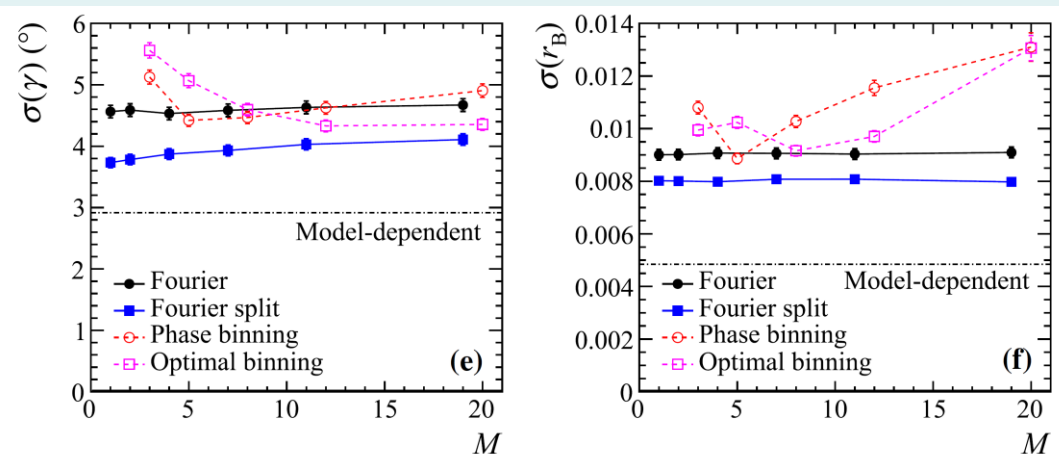 σ(γ) (°)
6
5
4
3
2
1
0
Model-dependent
Fourier
Fourier split
Phase binning
Optimal binning
(e)
0 5 10 15 20
M
σ(r_B)
0.014
0.012
0.01
0.008
0.006
0.004
0.002
0
Model-dependent
Fourier
Fourier split
Phase binning
Optimal binning
(f)
0 5 10 15 20
M